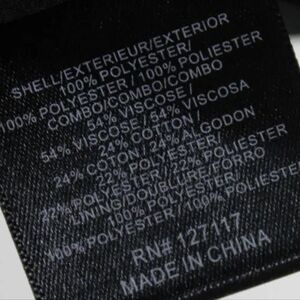 SHELL/EXTERIEUR/EXTERIOR
100% POLYESTER/
100% POLYESTER / 100% POLIESTER
COMBO/COMBO/COMBO
54% VISCOSE/
54% VISCOSE / 54% VISCOSA
24% COTTON/
24% COTON / 24% ALGODON
22% POLYESTER/
22% POLYESTER / 22% POLIESTER
LINING/DOUBLURE/FORRO
100% POLYESTER/
100% POLYESTER / 100% POLIESTER
RN# 127117
MADE IN CHINA